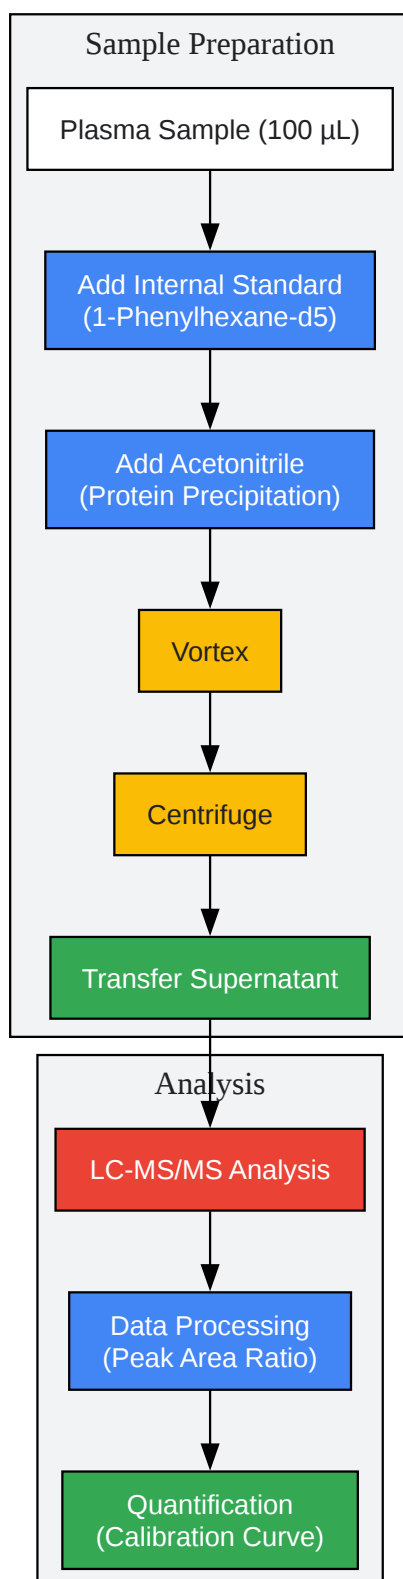 Sample Preparation
Plasma Sample (100 µL)
Add Internal Standard
(1-Phenylhexane-d5)
Add Acetonitrile
(Protein Precipitation)
Vortex
Centrifuge
Transfer Supernatant
Analysis
LC-MS/MS Analysis
Data Processing
(Peak Area Ratio)
Quantification
(Calibration Curve)